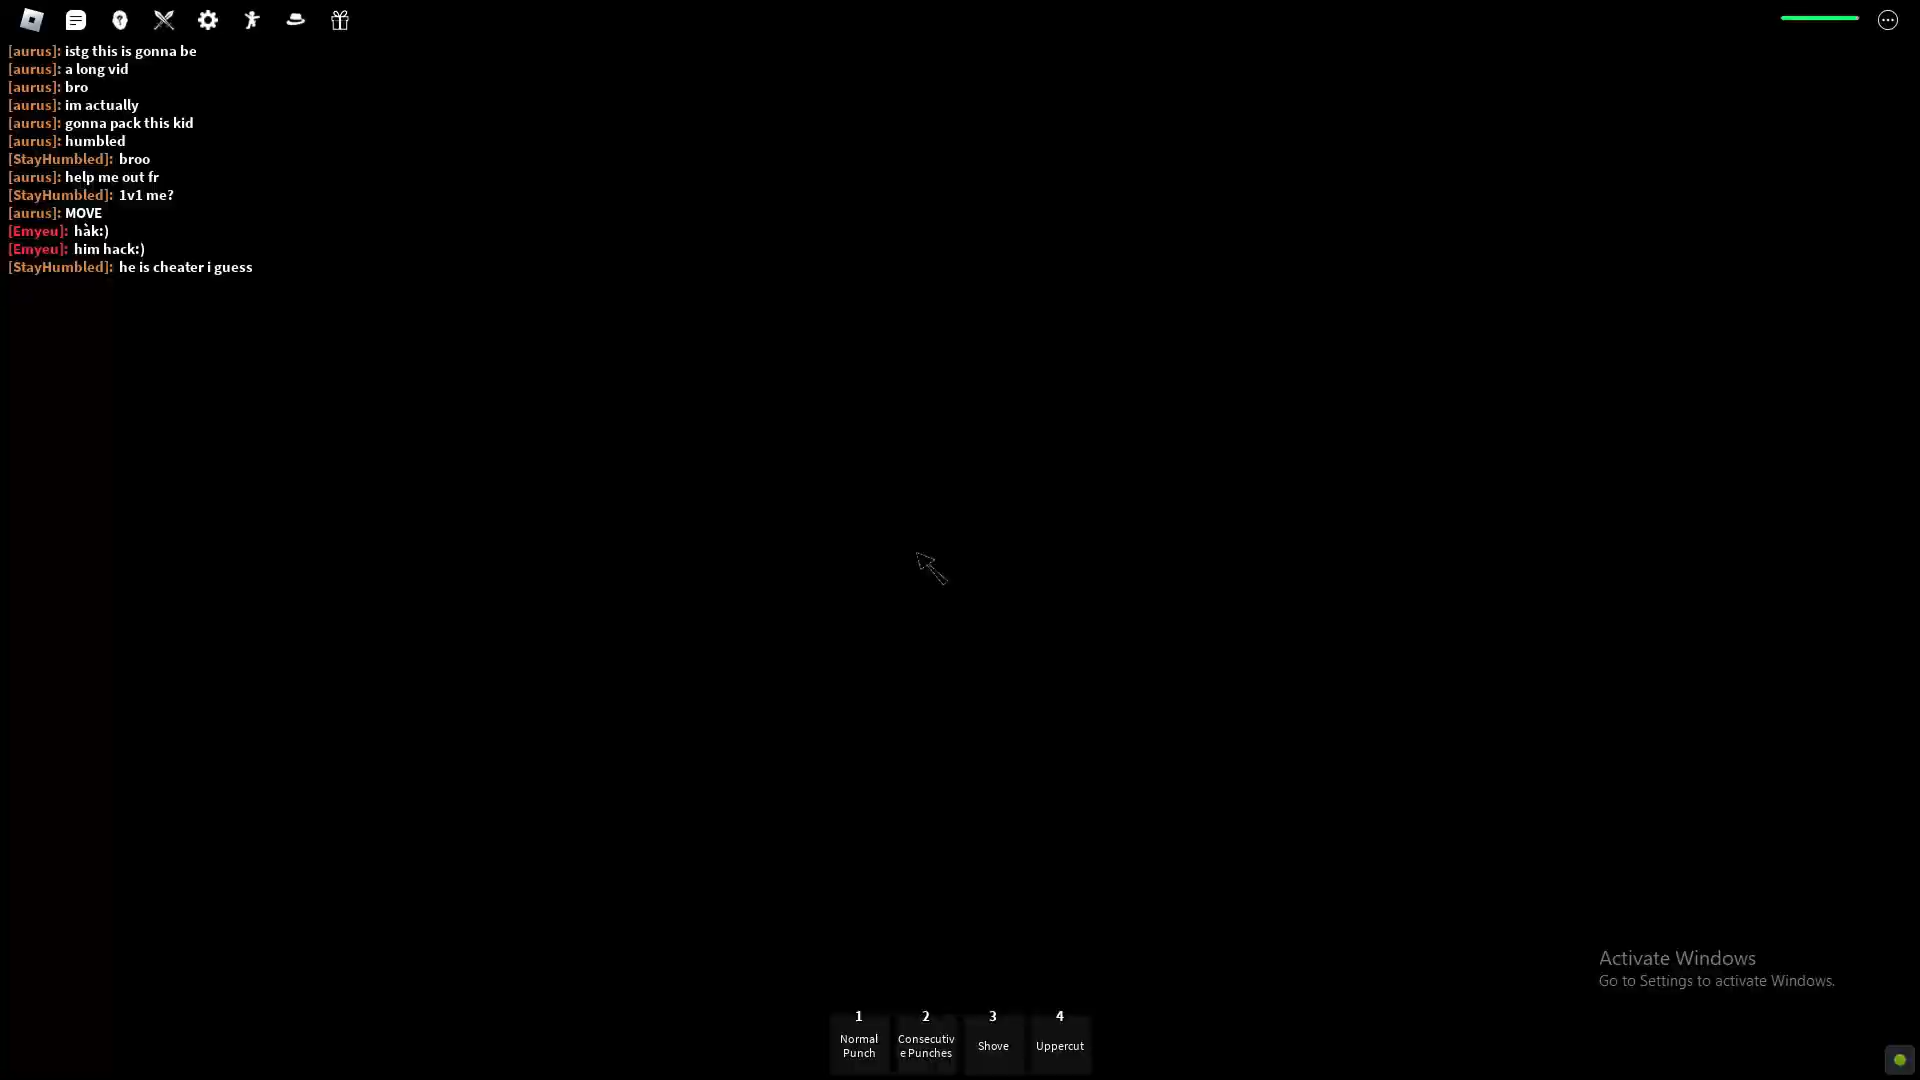 [aurus]: istg this is gonna be
[aurus]: a long vid
[aurus]: bro
[aurus]: im actually
[aurus]: gonna pack this kid
[aurus]: humbled
[StayHumbled]: broo
[aurus]: help me out fr
[StayHumbled]: 1v1 me?
[aurus]: MOVE
[Emyeu]: hàk:)
[Emyeu]: him hack:)
[StayHumbled]: he is cheater i guess
Activate Windows
Go to Settings to activate Windows.
1 2 3 4
Normal Punch
Consecutiv
e Punches
Shove
Uppercut